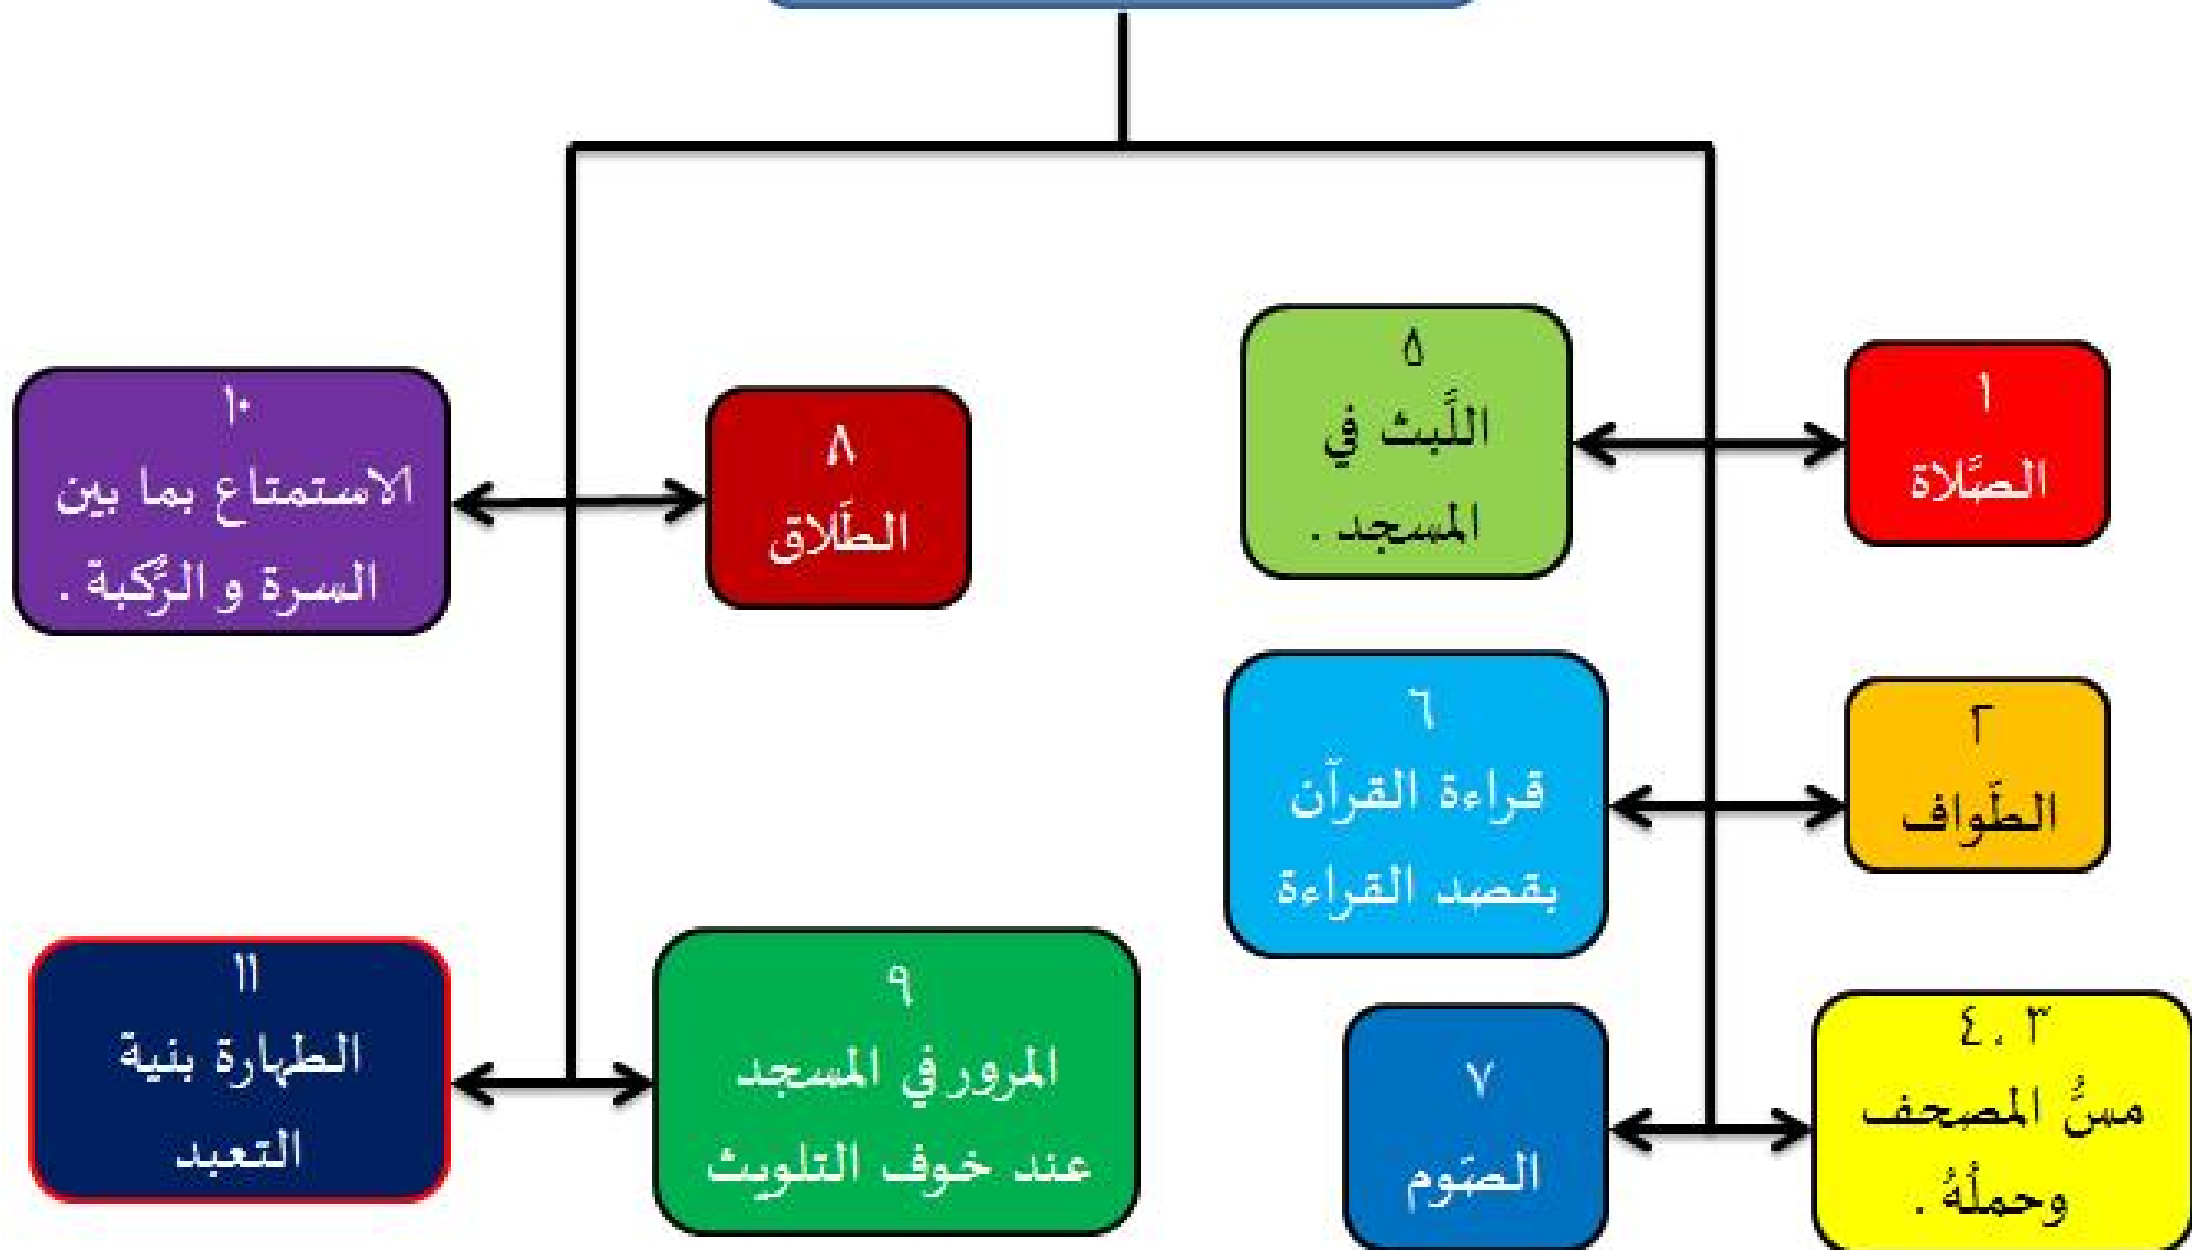 ١
الصَّلاة
٢
الطَّواف
٣ . ٤
مسُّ المصحف
وحملُهُ .
٥
اللَّبث في
المسجد .
٦
قراءة القرآن
بقصد القراءة
٧
الصَّوم
٨
الطَّلاق
٩
المرور في المسجد
عند خوف التلويث
١٠
الاستمتاع بما بين
السرة و الرُّكبة .
١١
الطهارة بنية
التعبد